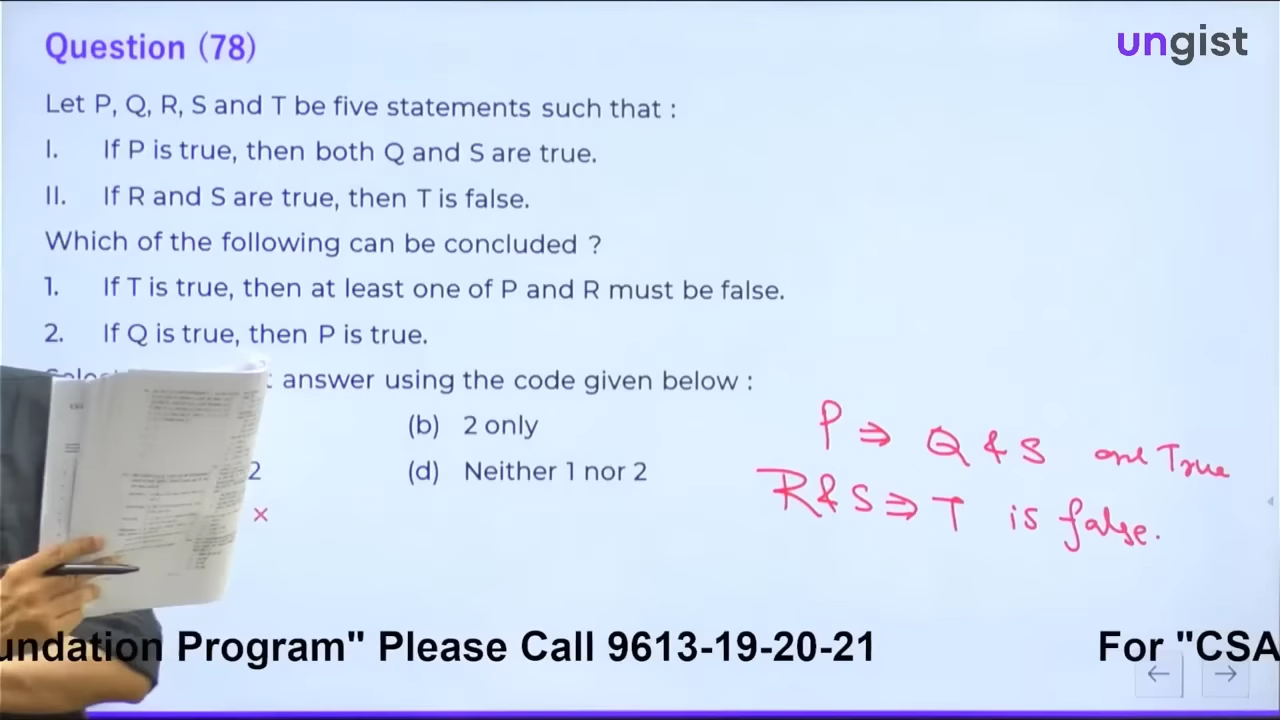 Question (78)
ungist
Let P, Q, R, S and T be five statements such that :
I. If P is true, then both Q and S are true.
II. If R and S are true, then T is false.
Which of the following can be concluded ?
1. If T is true, then at least one of P and R must be false.
2. If Q is true, then P is true.
answer using the code given below :
(b) 2 only
2 (d) Neither 1 nor 2
×
P ⇒ Q & S are True
R & S ⇒ T is false.
Program" Please Call 9613-19-20-21 For "CSA
← →